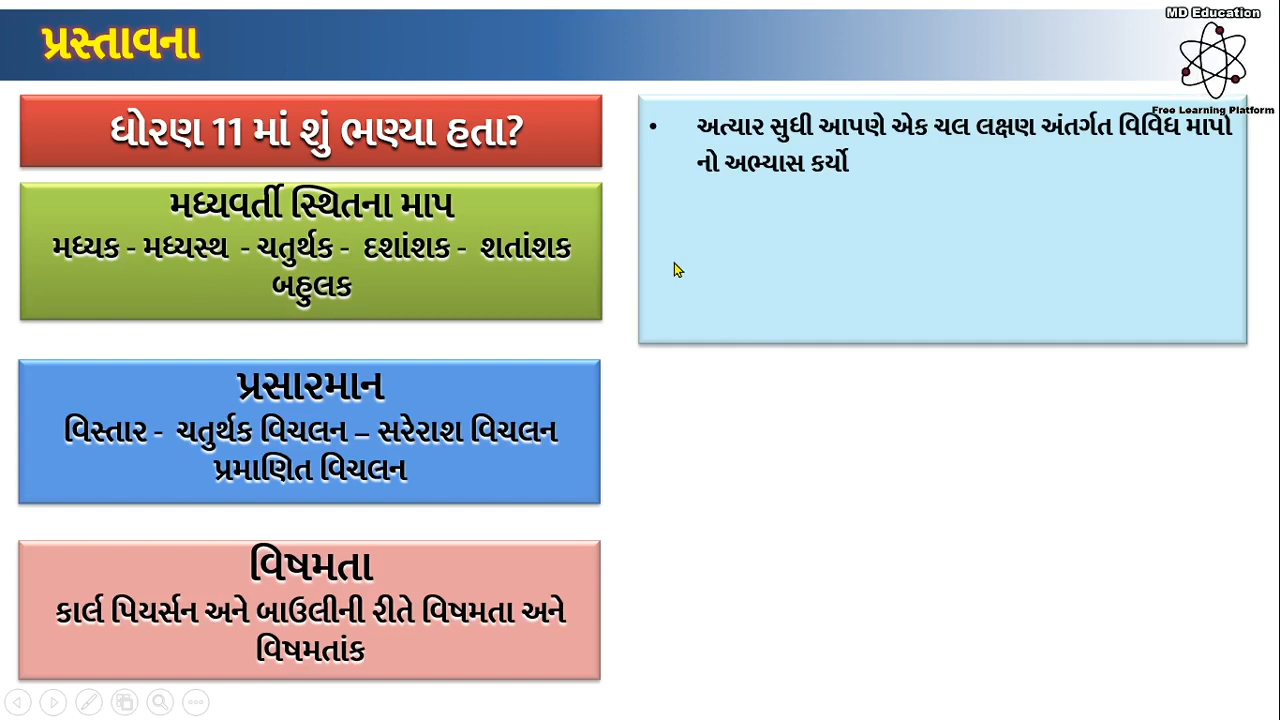 MD Education
પ્રસ્તાવના
Free Learning Platform
ધોરણ 11 માં શું ભણ્યા હતા?
મધ્યવર્તી સ્થિતના માપ
મધ્યક - મધ્યસ્થ - ચતુર્થક - દશાંશક - શતાંશક
બહુલક
પ્રસારમાન
વિસ્તાર - ચતુર્થક વિચલન – સરેરાશ વિચલન
પ્રમાણિત વિચલન
વિષમતા
કાર્લ પિયર્સન અને બાઉલીની રીતે વિષમતા અને
વિષમતાંક
• અત્યાર સુધી આપણે એક ચલ લક્ષણ અંતર્ગત વિવિધ માપો
નો અભ્યાસ કર્યો